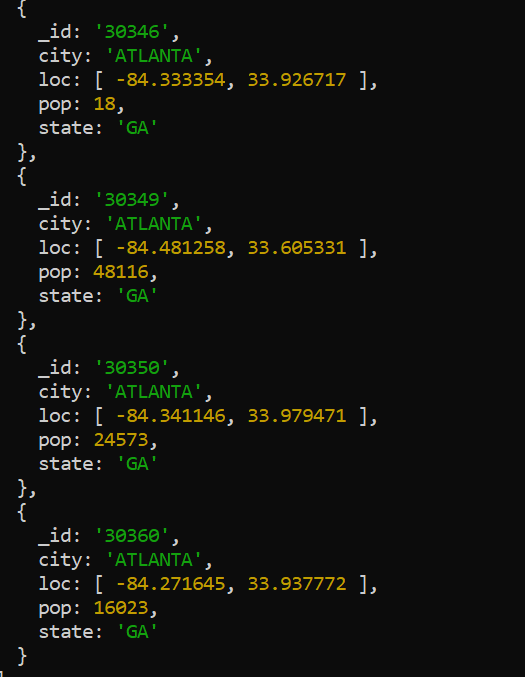 {
  _id: '30346',
  city: 'ATLANTA',
  loc: [ -84.333354, 33.926717 ],
  pop: 18,
  state: 'GA'
},
{
  _id: '30349',
  city: 'ATLANTA',
  loc: [ -84.481258, 33.605331 ],
  pop: 48116,
  state: 'GA'
},
{
  _id: '30350',
  city: 'ATLANTA',
  loc: [ -84.341146, 33.979471 ],
  pop: 24573,
  state: 'GA'
},
{
  _id: '30360',
  city: 'ATLANTA',
  loc: [ -84.271645, 33.937772 ],
  pop: 16023,
  state: 'GA'
}